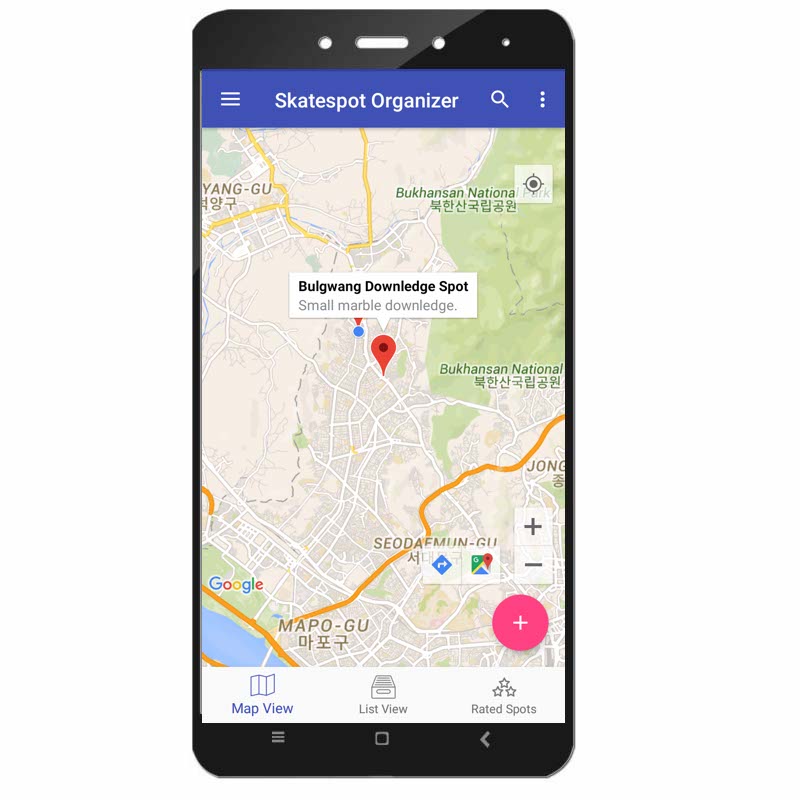 Skatespot Organizer
YANG-GU
덕양구
Bukhansan National Park
북한산국립공원
Bulgwang Downledge Spot
Small marble downledge.
Bukhansan National
북한산국립공원
JONG
종
SEODAEMUN-GU
서대
구
Google
MAPO-GU
마포구
Map View
List View
Rated Spots